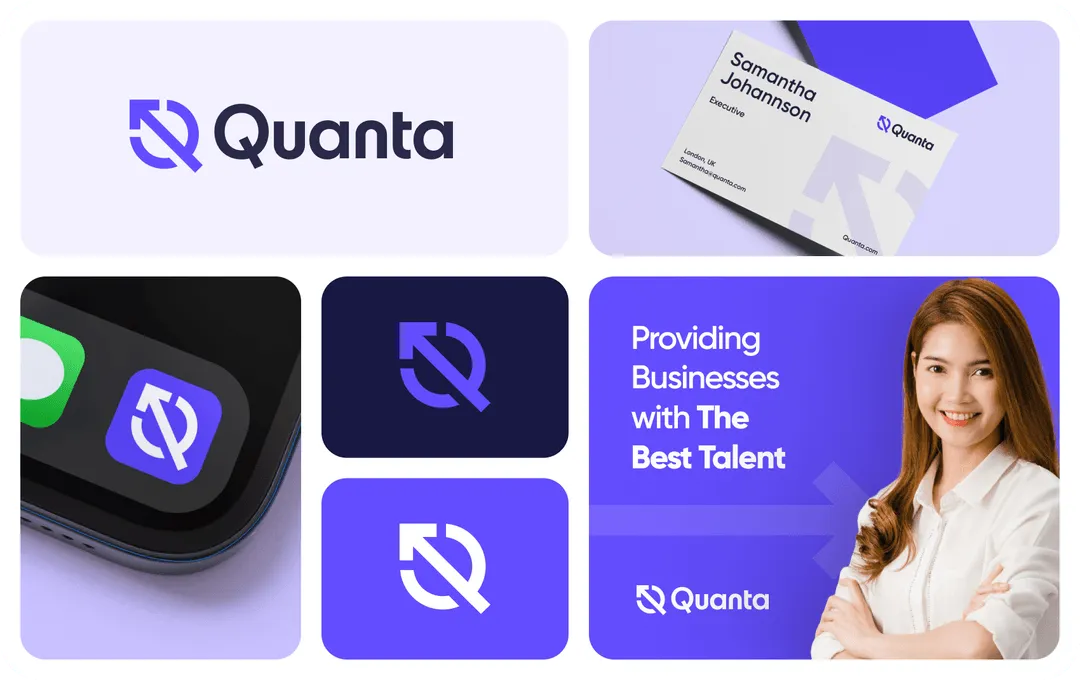 Quanta
Samantha
Johannson
Executive
Quanta
London, UK
Samantha@quanta.com
Quanta.com
Providing
Businesses
with The
Best Talent
Quanta